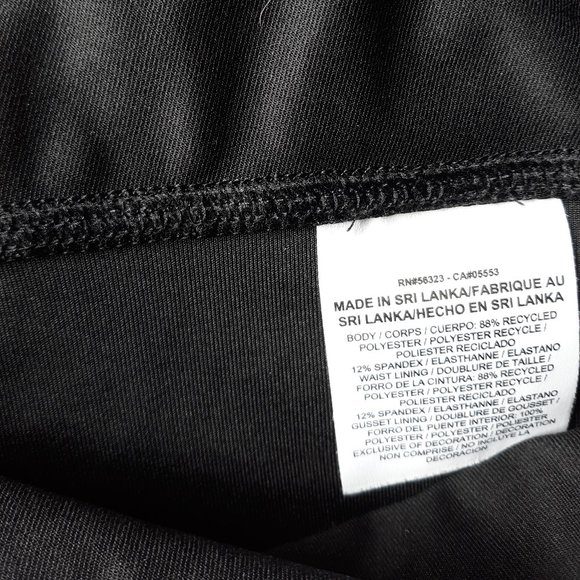 RN#56323 - CA#05553
MADE IN SRI LANKA/FABRIQUE AU
SRI LANKA/HECHO EN SRI LANKA
BODY / CORPS / CUERPO: 88% RECYCLED
POLYESTER / POLYESTER RECYCLE /
POLIESTER RECICLADO
12% SPANDEX / ELASTHANNE / ELASTANO
WAIST LINING / DOUBLURE DE TAILLE /
FORRO DE LA CINTURA: 88% RECYCLED
POLYESTER / POLYESTER RECYCLE /
POLIESTER RECICLADO
12% SPANDEX / ELASTHANNE / ELASTANO
GUSSET LINING / DOUBLURE DE GOUSSET /
FORRO DEL PUENTE INTERIOR: 100%
POLYESTER / POLYESTER / POLIESTER
EXCLUSIVE OF DECORATION / DECORATION
NON COMPRISE / NO INCLUYE LA
DECORACIÓN